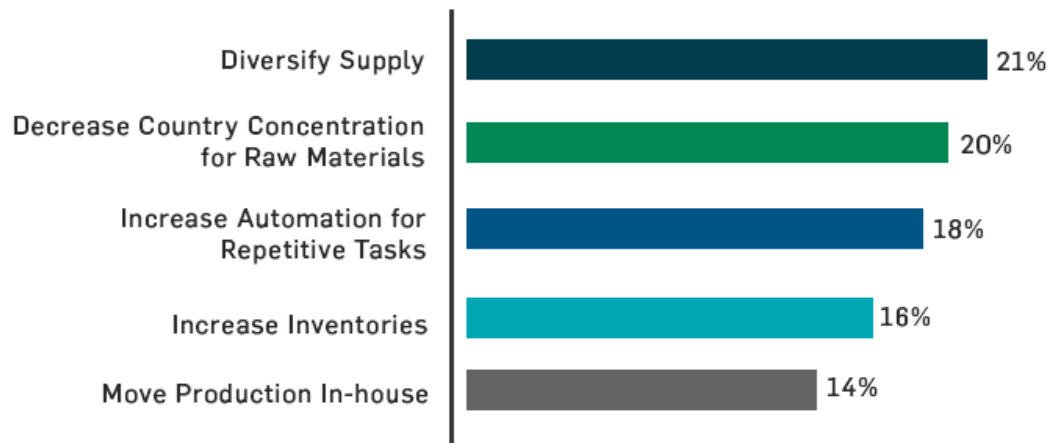 Diversify Supply
21%
Decrease Country Concentration
for Raw Materials
20%
Increase Automation for
Repetitive Tasks
18%
Increase Inventories
16%
Move Production In-house
14%